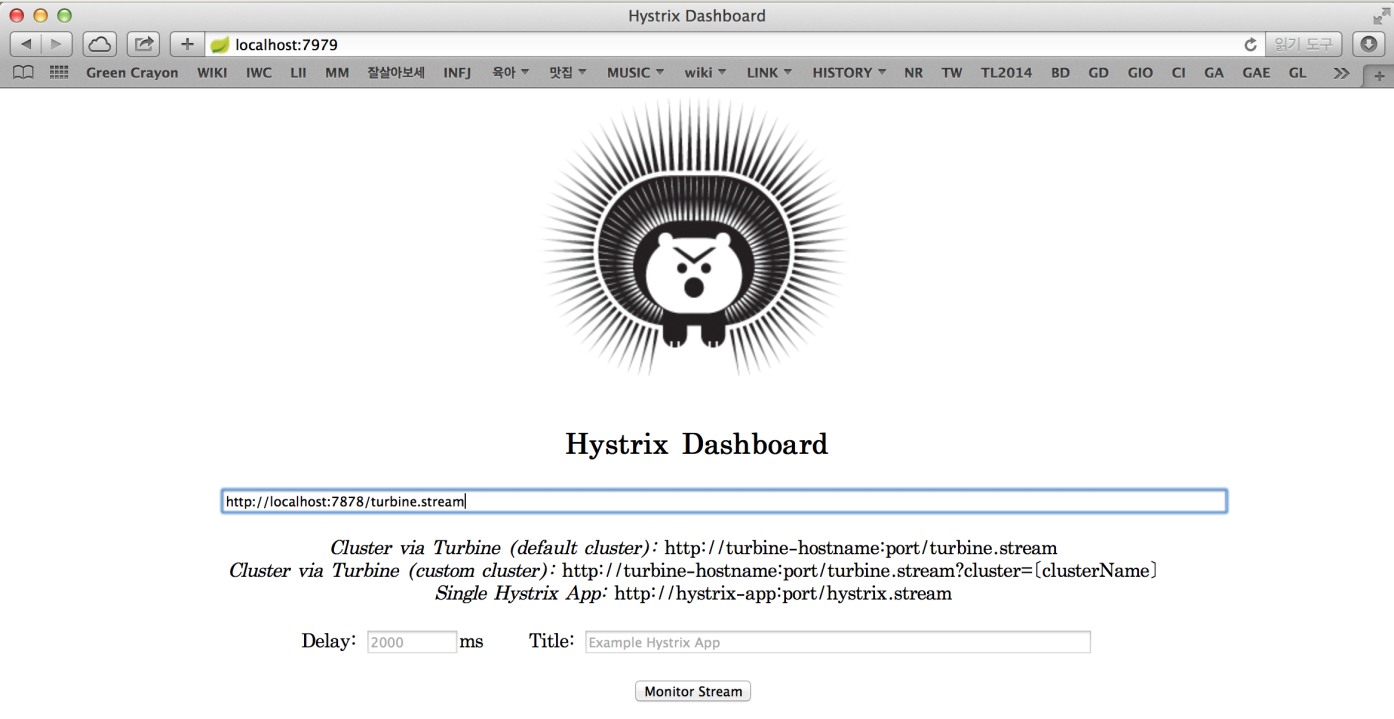 Hystrix Dashboard
localhost:7979
읽기 도구
Green Crayon WIKI IWC LII MM 잘살아보세 INFJ 육아 맛집 MUSIC wiki LINK HISTORY NR TW TL2014 BD GD GIO CI GA GAE GL
Hystrix Dashboard
http://localhost:7878/turbine.stream
Cluster via Turbine (default cluster): http://turbine-hostname:port/turbine.stream
Cluster via Turbine (custom cluster): http://turbine-hostname:port/turbine.stream?cluster=[clusterName]
Single Hystrix App: http://hystrix-app:port/hystrix.stream
Delay: 2000 ms Title: Example Hystrix App
Monitor Stream